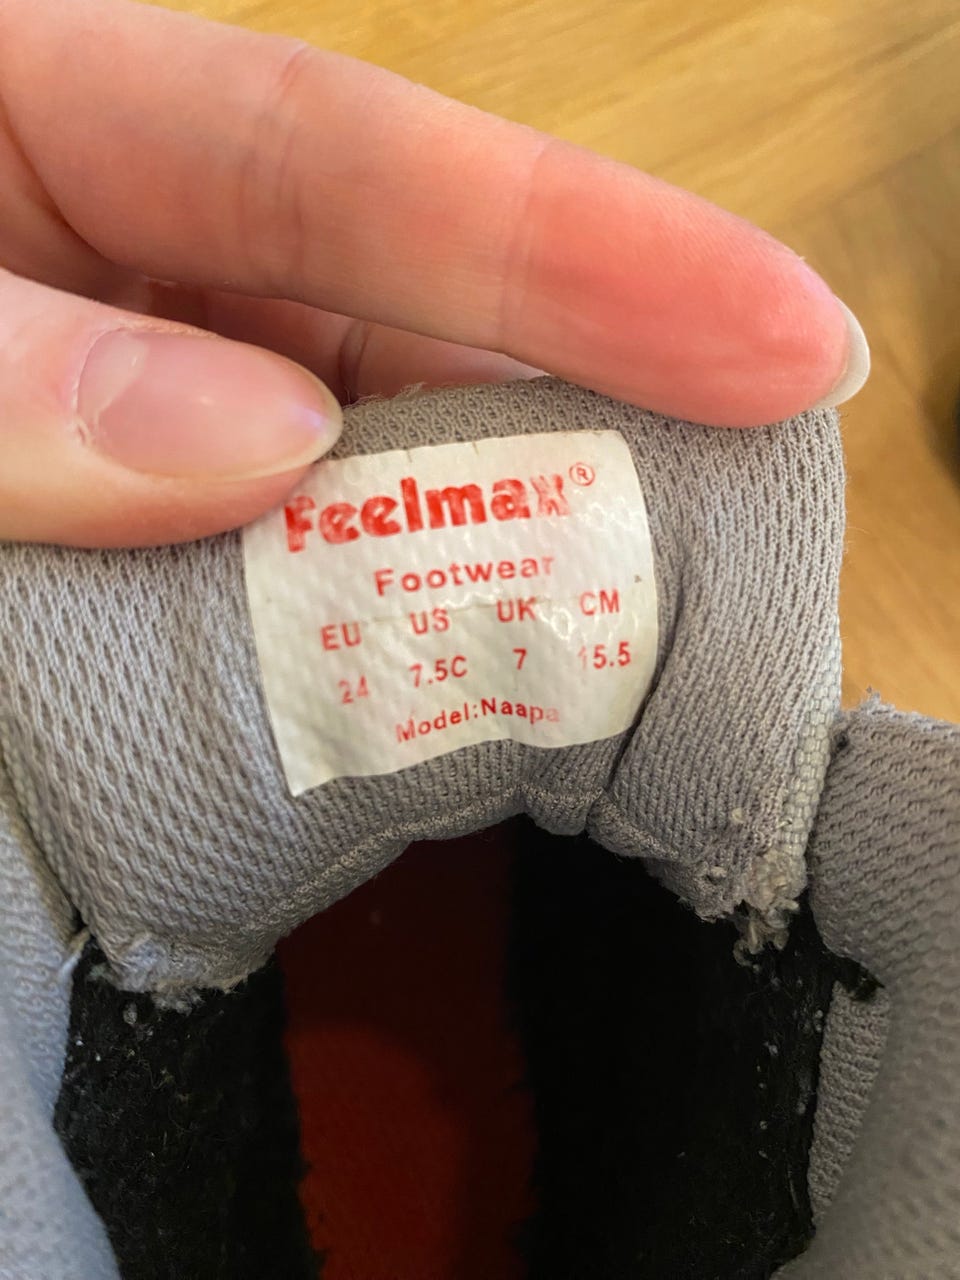 Feelmax®
Footwear
EU US UK CM
24 7.5C 7 15.5
Model:Naapa